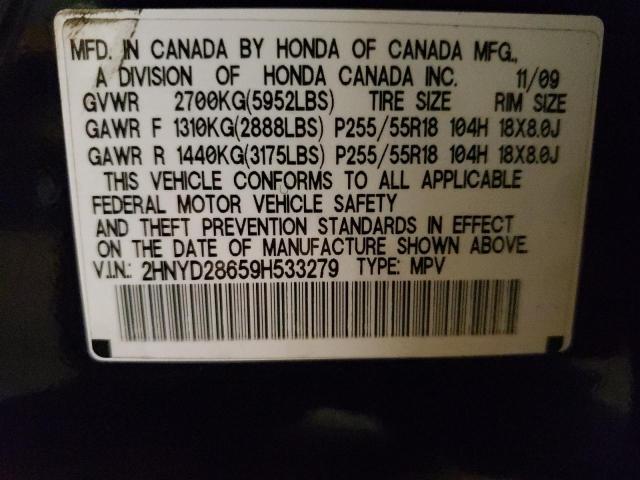 MFD. IN CANADA BY HONDA OF CANADA MFG.,
A DIVISION OF HONDA CANADA INC. 11/09
GVWR 2700KG(5952LBS) TIRE SIZE RIM SIZE
GAWR F 1310KG(2888LBS) P255/55R18 104H 18X8.0J
GAWR R 1440KG(3175LBS) P255/55R18 104H 18X8.0J
THIS VEHICLE CONFORMS TO ALL APPLICABLE
FEDERAL MOTOR VEHICLE SAFETY
AND THEFT PREVENTION STANDARDS IN EFFECT
ON THE DATE OF MANUFACTURE SHOWN ABOVE.
V.I.N.: 2HNYD28659H533279 TYPE: MPV